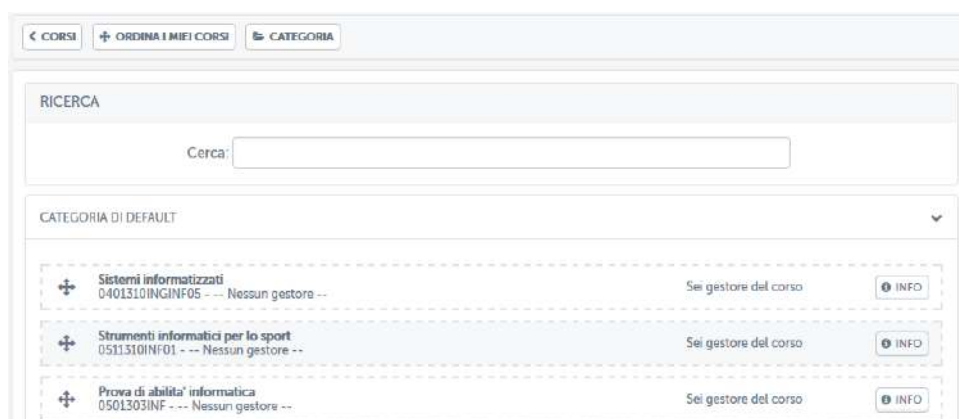 CORSI ORDINA I MIEI CORSI CATEGORIA
RICERCA
Cerca:
CATEGORIA DI DEFAULT
Sistemi informatizzati
0401310INGINF05 - -- Nessun gestore -- Sei gestore del corso INFO
Strumenti informatici per lo sport
0511310INF01 - -- Nessun gestore -- Sei gestore del corso INFO
Prova di abilita' informatica
0501303INF - -- Nessun gestore -- Sei gestore del corso INFO